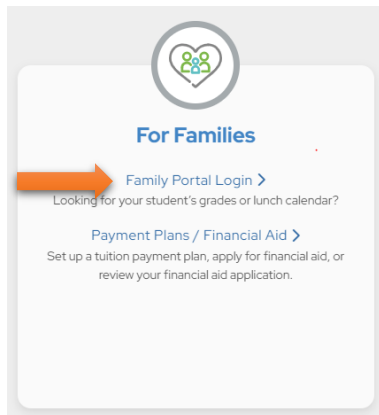 For Families
Family Portal Login >
Looking for your student's grades or lunch calendar?
Payment Plans / Financial Aid >
Set up a tuition payment plan, apply for financial aid, or
review your financial aid application.